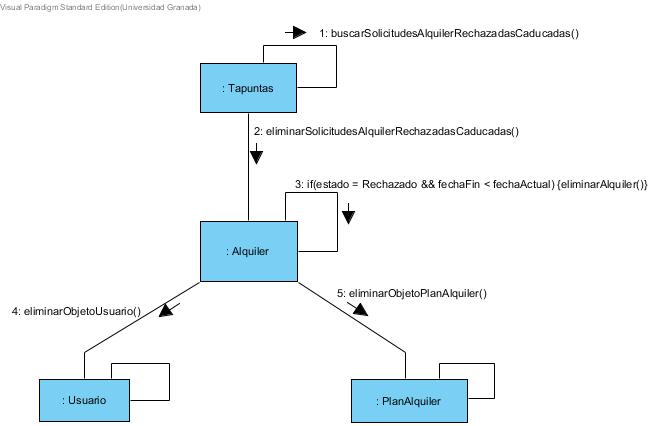 Visual Paradigm Standard Edition(Universidad Granada)
1: buscarSolicitudesAlquilerRechazadasCaducadas()
: Tapuntas
2: eliminarSolicitudesAlquilerRechazadasCaducadas()
3: if(estado = Rechazado && fechaFin < fechaActual) {eliminarAlquiler()}
: Alquiler
5: eliminarObjetoPlanAlquiler()
4: eliminarObjetoUsuario()
: Usuario
: PlanAlquiler